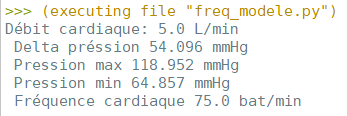 >>> (executing file "freq_modele.py")
Débit cardiaque: 5.0 L/min
Delta préssion 54.096 mmHg
Pression max 118.952 mmHg
Pression min 64.857 mmHg
Fréquence cardiaque 75.0 bat/min